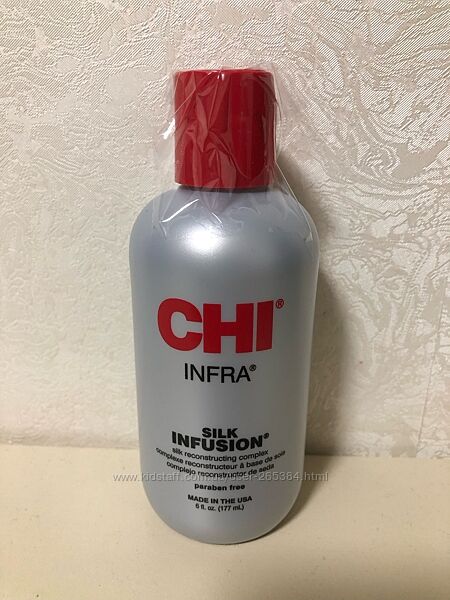 CHI®
INFRA®
SILK
INFUSION®
silk reconstructing complex
complexe reconstructeur à base de soie
complejo reconstructor de seda
paraben free
MADE IN THE USA
6 fl. oz. (177 mL)